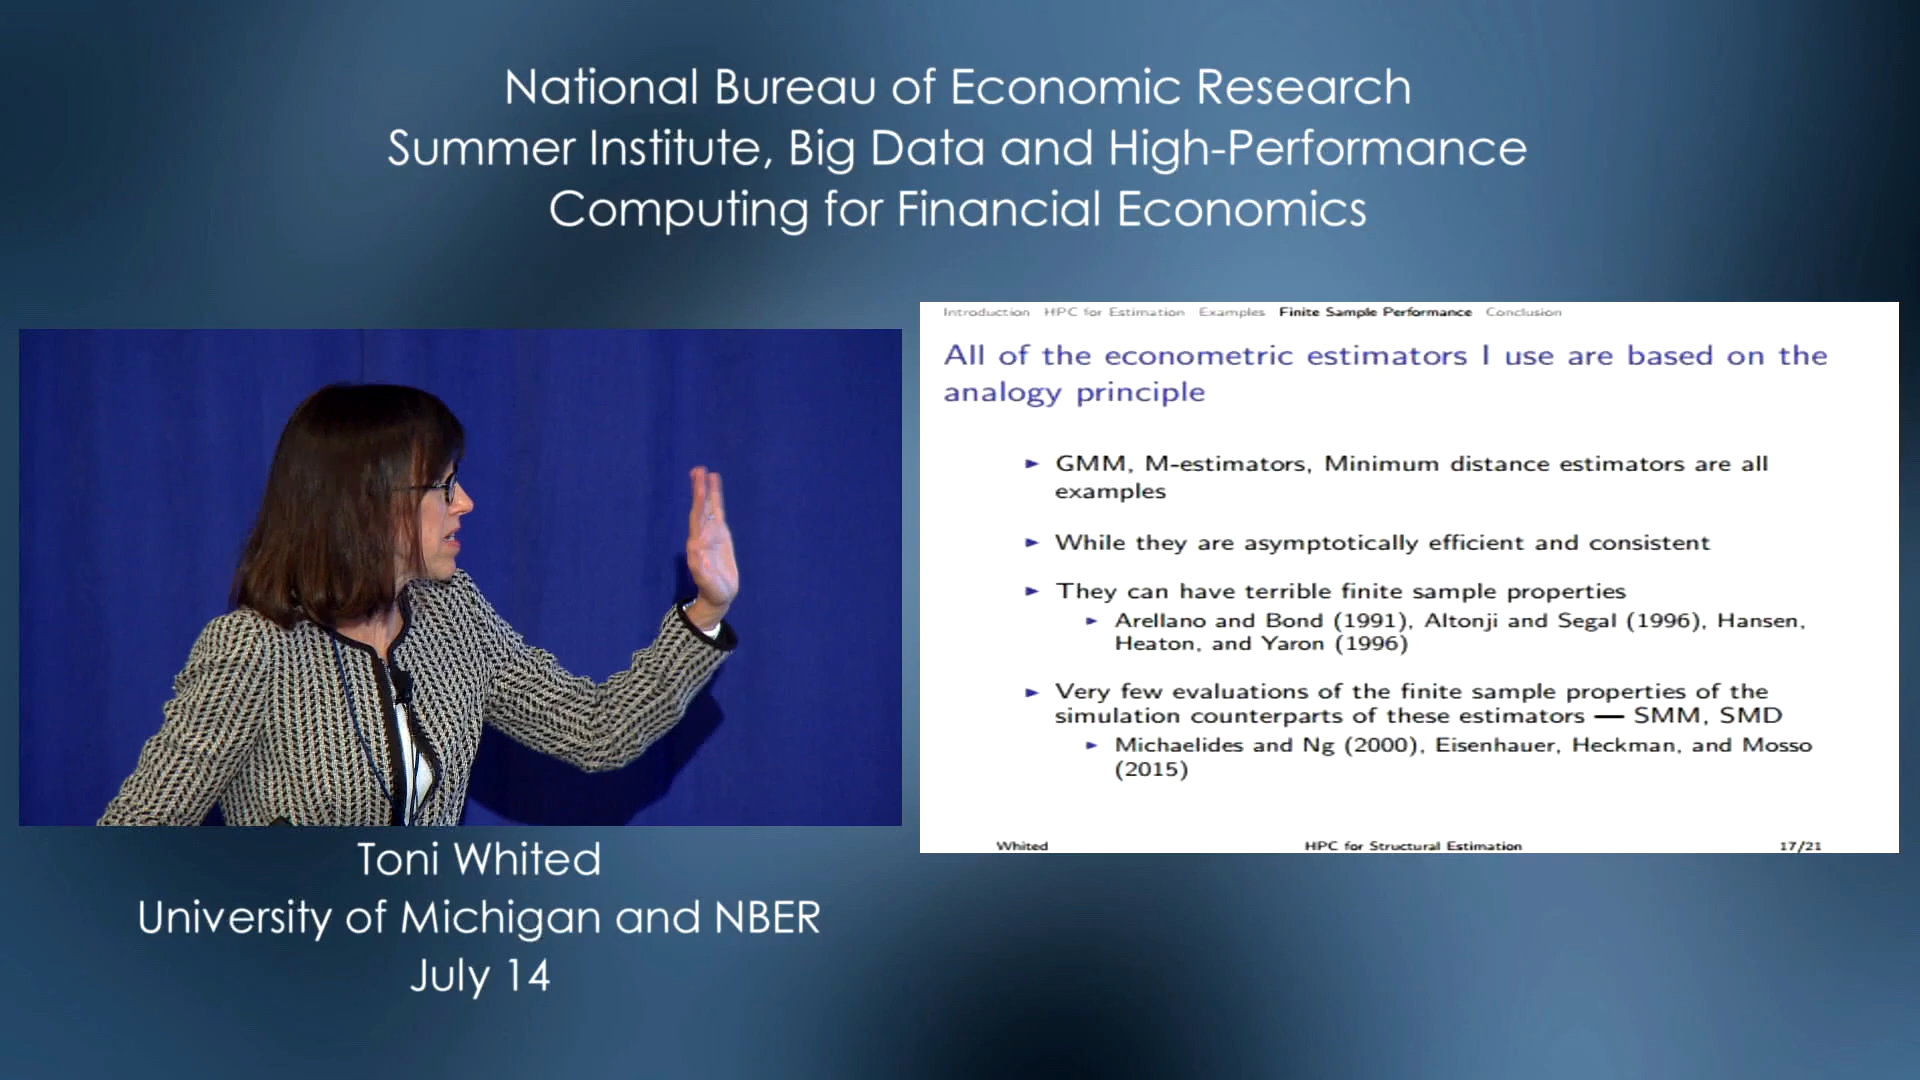 National Bureau of Economic Research
Summer Institute, Big Data and High-Performance
Computing for Financial Economics
Introduction HPC for Estimation Examples Finite Sample Performance Conclusion
All of the econometric estimators I use are based on the
analogy principle
► GMM, M-estimators, Minimum distance estimators are all
examples
► While they are asymptotically efficient and consistent
► They can have terrible finite sample properties
► Arellano and Bond (1991), Altonji and Segal (1996), Hansen,
Heaton, and Yaron (1996)
► Very few evaluations of the finite sample properties of the
simulation counterparts of these estimators — SMM, SMD
► Michaelides and Ng (2000), Eisenhauer, Heckman, and Mosso
(2015)
Whited HPC for Structural Estimation 17/21
Toni Whited
University of Michigan and NBER
July 14